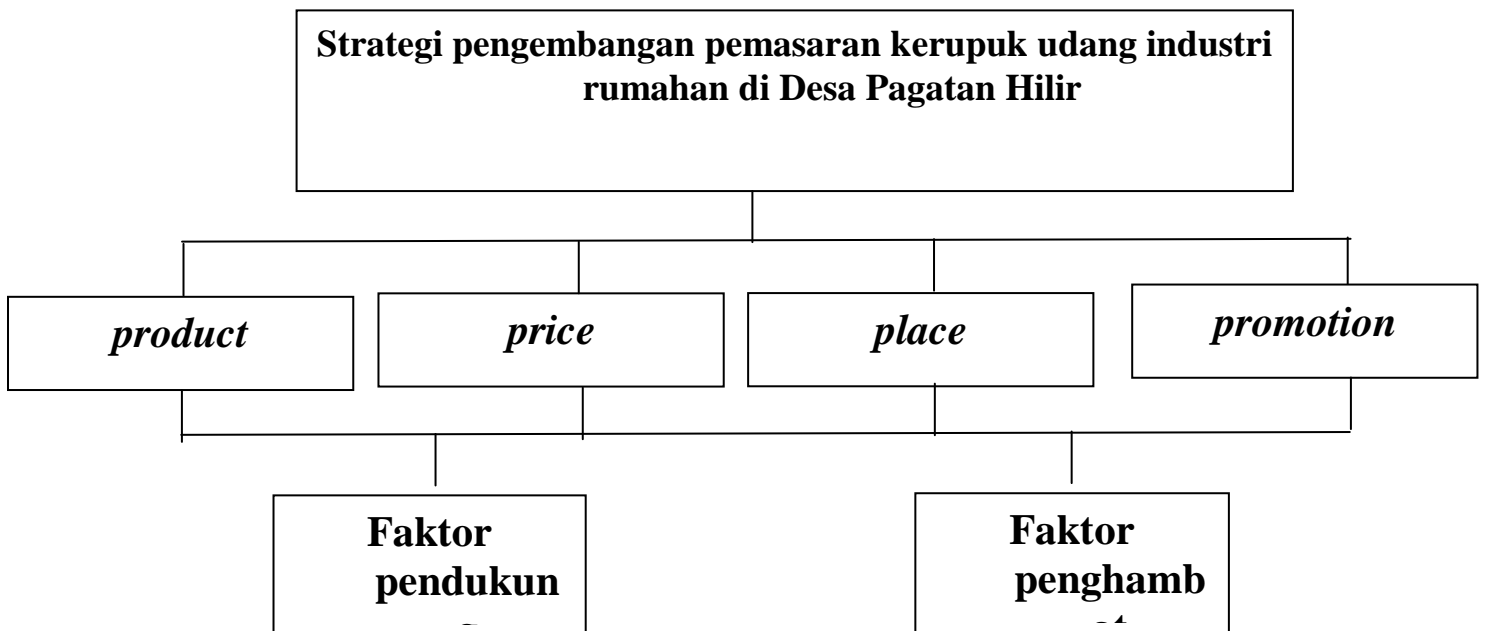 Strategi pengembangan pemasaran kerupuk udang industri
rumahan di Desa Pagatan Hilir
product
price
place
promotion
Faktor
pendukun
Faktor
penghamb